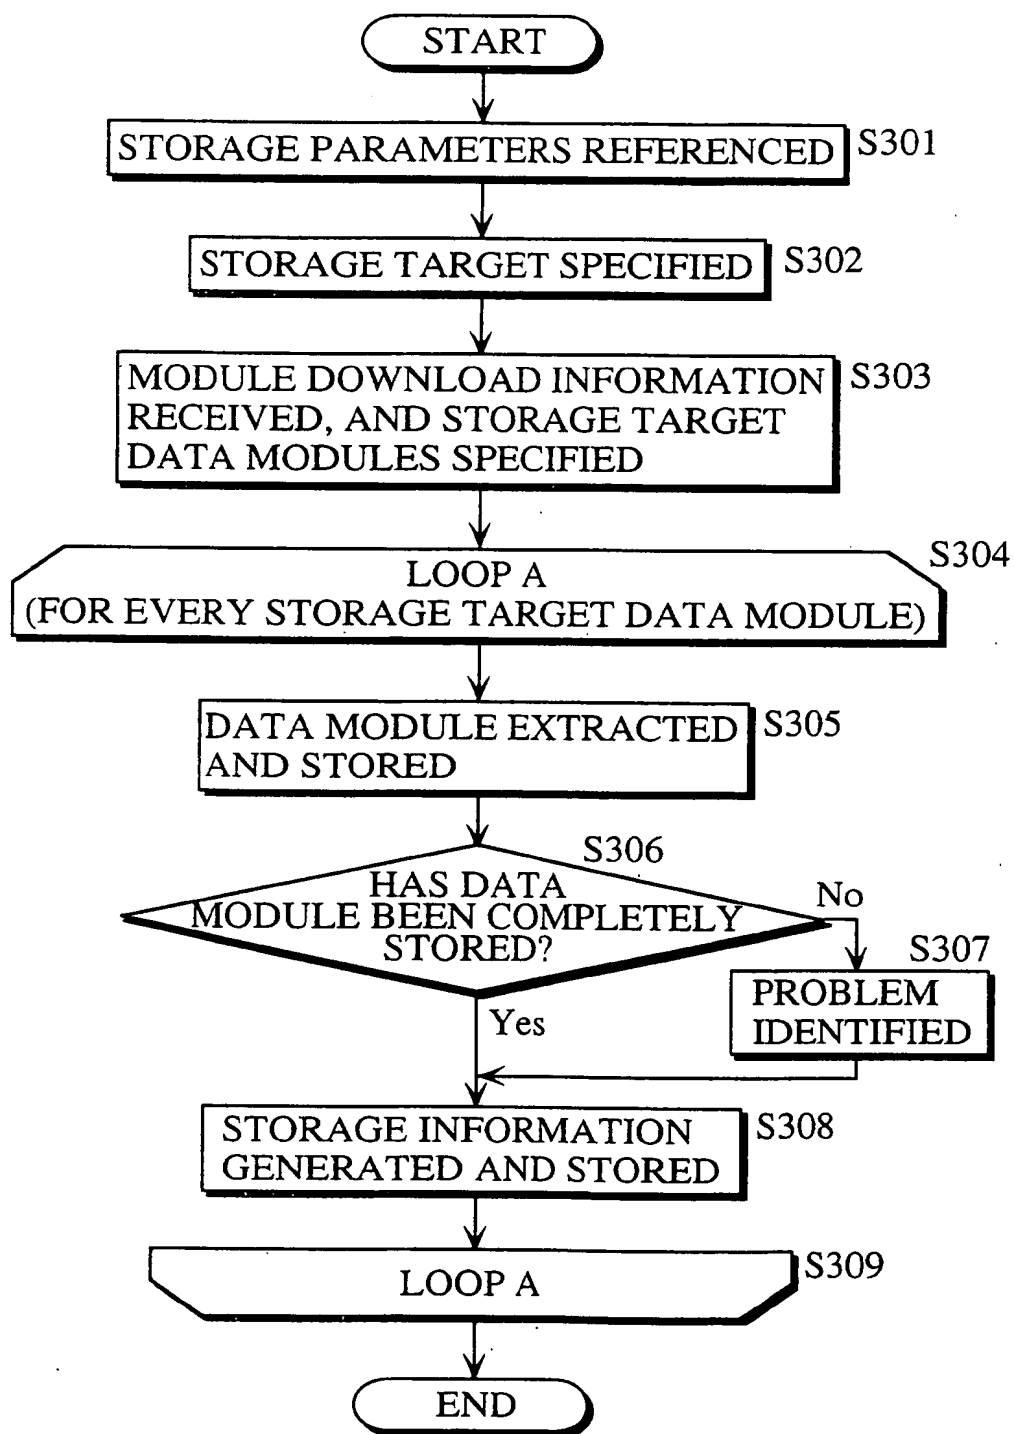 START
STORAGE PARAMETERS REFERENCED
S301
STORAGE TARGET SPECIFIED
S302
MODULE DOWNLOAD INFORMATION
RECEIVED, AND STORAGE TARGET
DATA MODULES SPECIFIED
S303
S304
LOOP A
(FOR EVERY STORAGE TARGET DATA MODULE)
DATA MODULE EXTRACTED
AND STORED
S305
S306
HAS DATA
MODULE BEEN COMPLETELY
STORED?
No
S307
PROBLEM
IDENTIFIED
Yes
STORAGE INFORMATION
GENERATED AND STORED
S308
LOOP A
S309
END